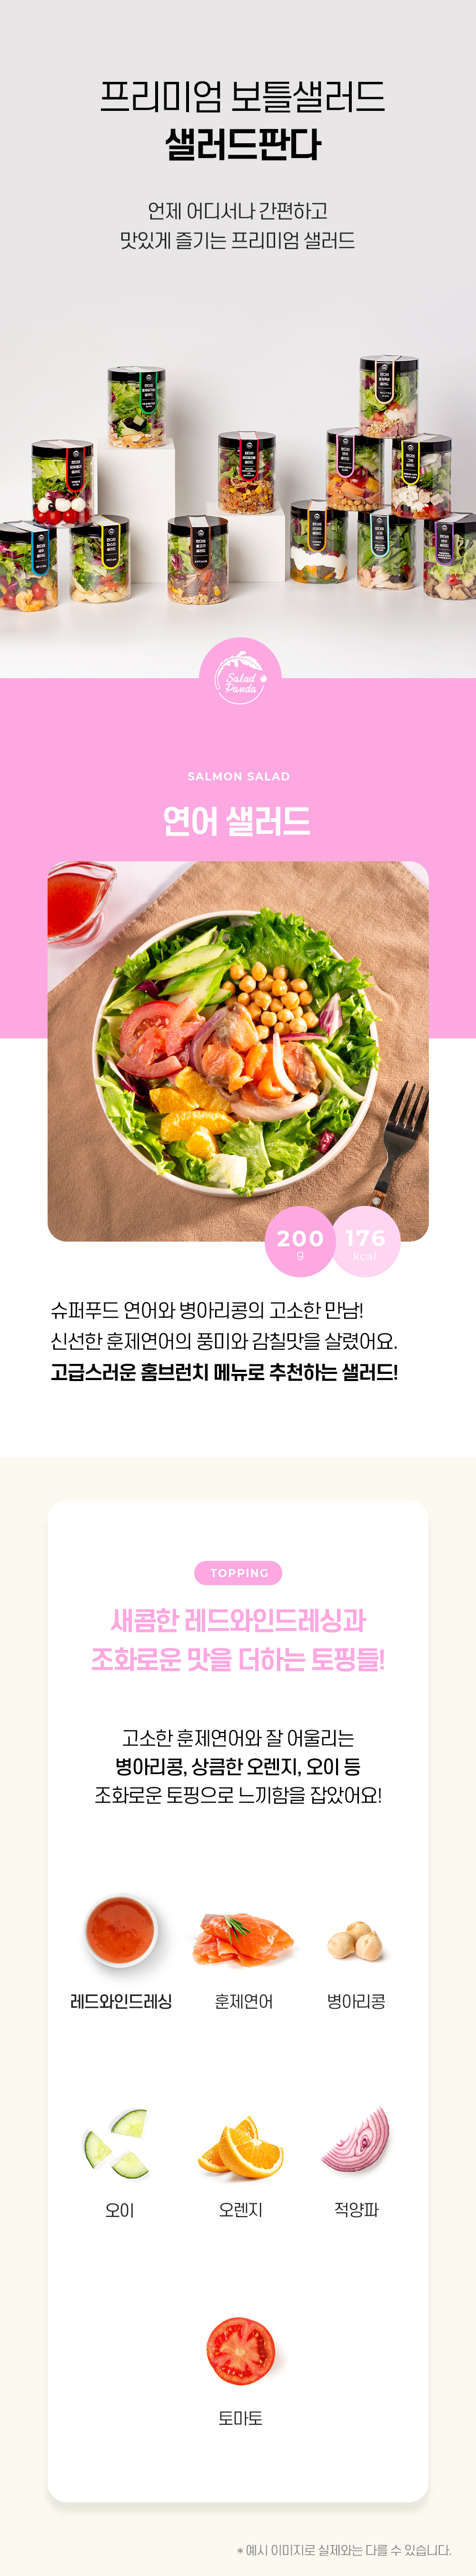 프리미엄 보틀샐러드
샐러드판다
언제 어디서나 간편하고
맛있게 즐기는 프리미엄 샐러드
Salad
Panda
SALMON SALAD
연어 샐러드
200
g
176
kcal
슈퍼푸드 연어와 병아리콩의 고소한 만남!
신선한 훈제연어의 풍미와 감칠맛을 살렸어요.
고급스러운 홈브런치 메뉴로 추천하는 샐러드!
TOPPING
새콤한 레드와인드레싱과
조화로운 맛을 더하는 토핑들!
고소한 훈제연어와 잘 어울리는
병아리콩, 상큼한 오렌지, 오이 등
조화로운 토핑으로 느끼함을 잡았어요!
레드와인드레싱
훈제연어
병아리콩
오이
오렌지
적양파
토마토
* 예시 이미지로 실제와는 다를 수 있습니다.